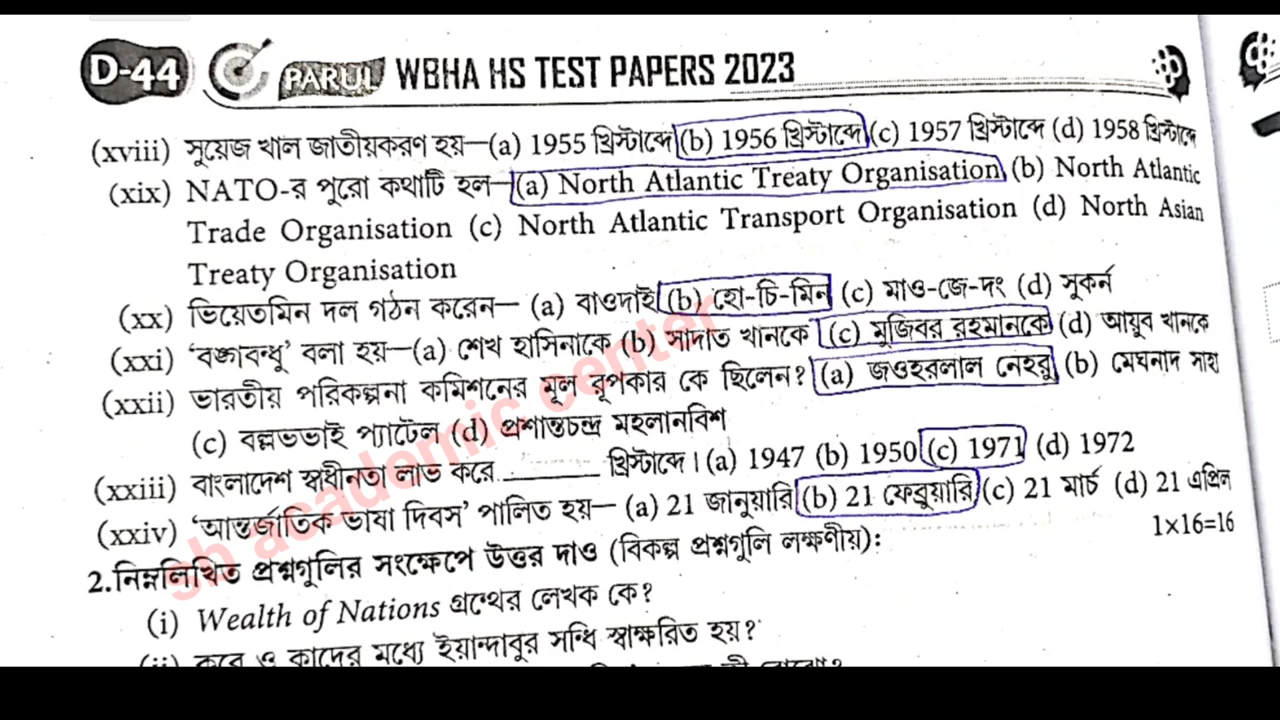 D-44 PARUL WBHA HS TEST PAPERS 2023
(xviii) সুয়েজ খাল জাতীয়করণ হয়—(a) 1955 খ্রিস্টাব্দে (b) 1956 খ্রিস্টাব্দে (c) 1957 খ্রিস্টাব্দে (d) 1958 খ্রিস্টাব্দে
(xix) NATO-র পুরো কথাটি হল—(a) North Atlantic Treaty Organisation (b) North Atlantic
Trade Organisation (c) North Atlantic Transport Organisation (d) North Asian
Treaty Organisation
(xx) ভিয়েতমিন দল গঠন করেন— (a) বাওদাই (b) হো-চি-মিন (c) মাও-জে-দং (d) সুকর্ন
(xxi) ‘বঙ্গবন্ধু’ বলা হয়—(a) শেখ হাসিনাকে (b) সাদাত খানকে (c) মুজিবর রহমানকে (d) আয়ুব খানকে
(xxii) ভারতীয় পরিকল্পনা কমিশনের মূল রূপকার কে ছিলেন? (a) জওহরলাল নেহরু (b) মেঘনাদ সাহা
(c) বল্লভভাই প্যাটেল (d) প্রশান্তচন্দ্র মহলানবিশ
(xxiii) বাংলাদেশ স্বাধীনতা লাভ করে ________ খ্রিস্টাব্দে। (a) 1947 (b) 1950 (c) 1971 (d) 1972
(xxiv) ‘আন্তর্জাতিক ভাষা দিবস’ পালিত হয়— (a) 21 জানুয়ারি (b) 21 ফেব্রুয়ারি (c) 21 মার্চ (d) 21 এপ্রিল
2. নিম্নলিখিত প্রশ্নগুলির সংক্ষেপে উত্তর দাও (বিকল্প প্রশ্নগুলি লক্ষণীয়): 1×16=16
(i) Wealth of Nations গ্রন্থের লেখক কে?
(ii) কবে ও কাদের মধ্যে ইয়ান্দাবুর সন্ধি স্বাক্ষরিত হয়?
sb academic center